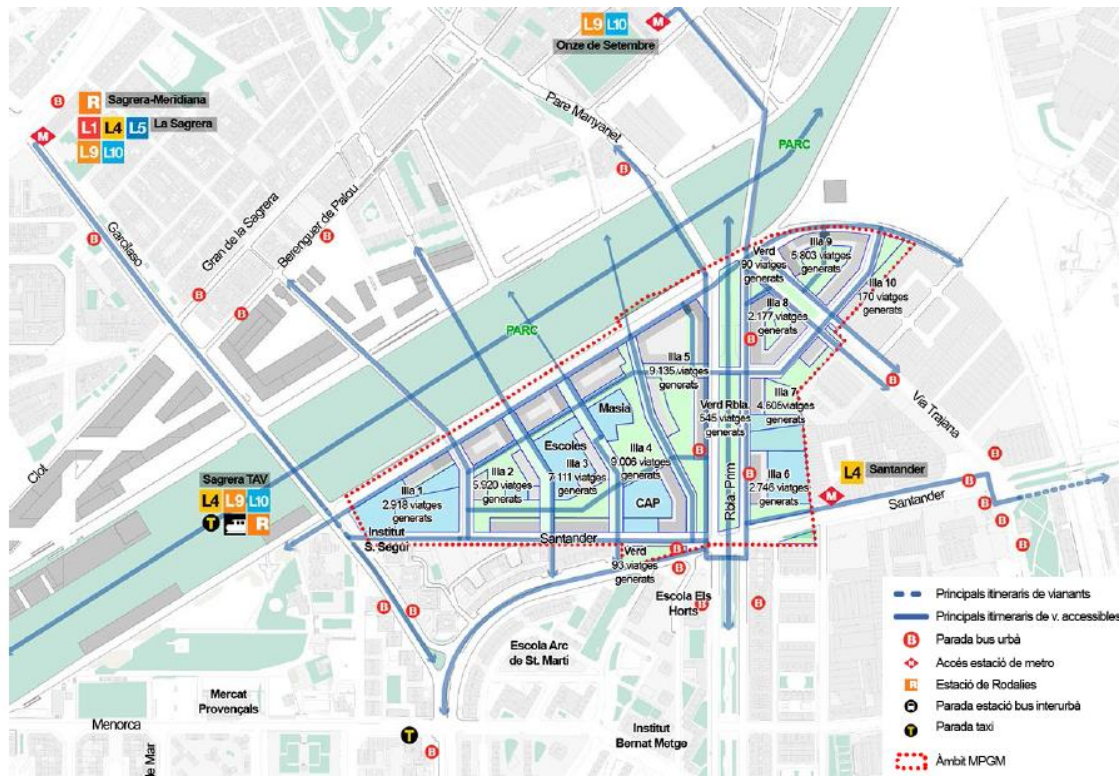 L9 L10
M
Onze de Setembre
B
B
R
Sagrera-Meridiana
L1 L4 L5
La Sagrera
L9 L10
M
Pare Manyanet
PARC
B
Garcilaso
Gran de la Sagrera
Berenguer de Palou
B
B
B
B
Verd
90 viatges
generats
Illa 9
5.803 viatges
generats
Illa 10
170 viatges
generats
Illa 8
2.177 viatges
generats
B
PARC
Illa 5
9.135 viatges
generats
Illa 7
4.605viatges
generats
B
Via Trajana
Verd Rbla.
545 viatges
generats
Masia
Escoles
Illa 4
9.006 viatges
generats
Illa 3
7.111 viatges
generats
Illa 2
5.920 viatges
generats
Illa 1
2.918 viatges
generats
Illa 6
2.746 viatges
generats
B
B
Rbla. Prim
CAP
L4
Santander
M
Santander
B
B
B
B
B
Clot
Sagrera TAV
L4 L9 L10
T
R
Institut
S. Seguí
Santander
Verd
93 viatges
generats
B
B
Escola Els
Horts
B
B
B
B
Escola Arc
de St. Martí
Mercat
Provençals
Menorca
de Mar
T
B
Institut
Bernat Metge
Principals itineraris de vianants
Principals itimeraris de v. accessibles
B
Parada bus urbà
M
Accés estació de metro
R
Estació de Rodalies
Parada estació bus interurbà
T
Parada taxi
Àmbit MPGM